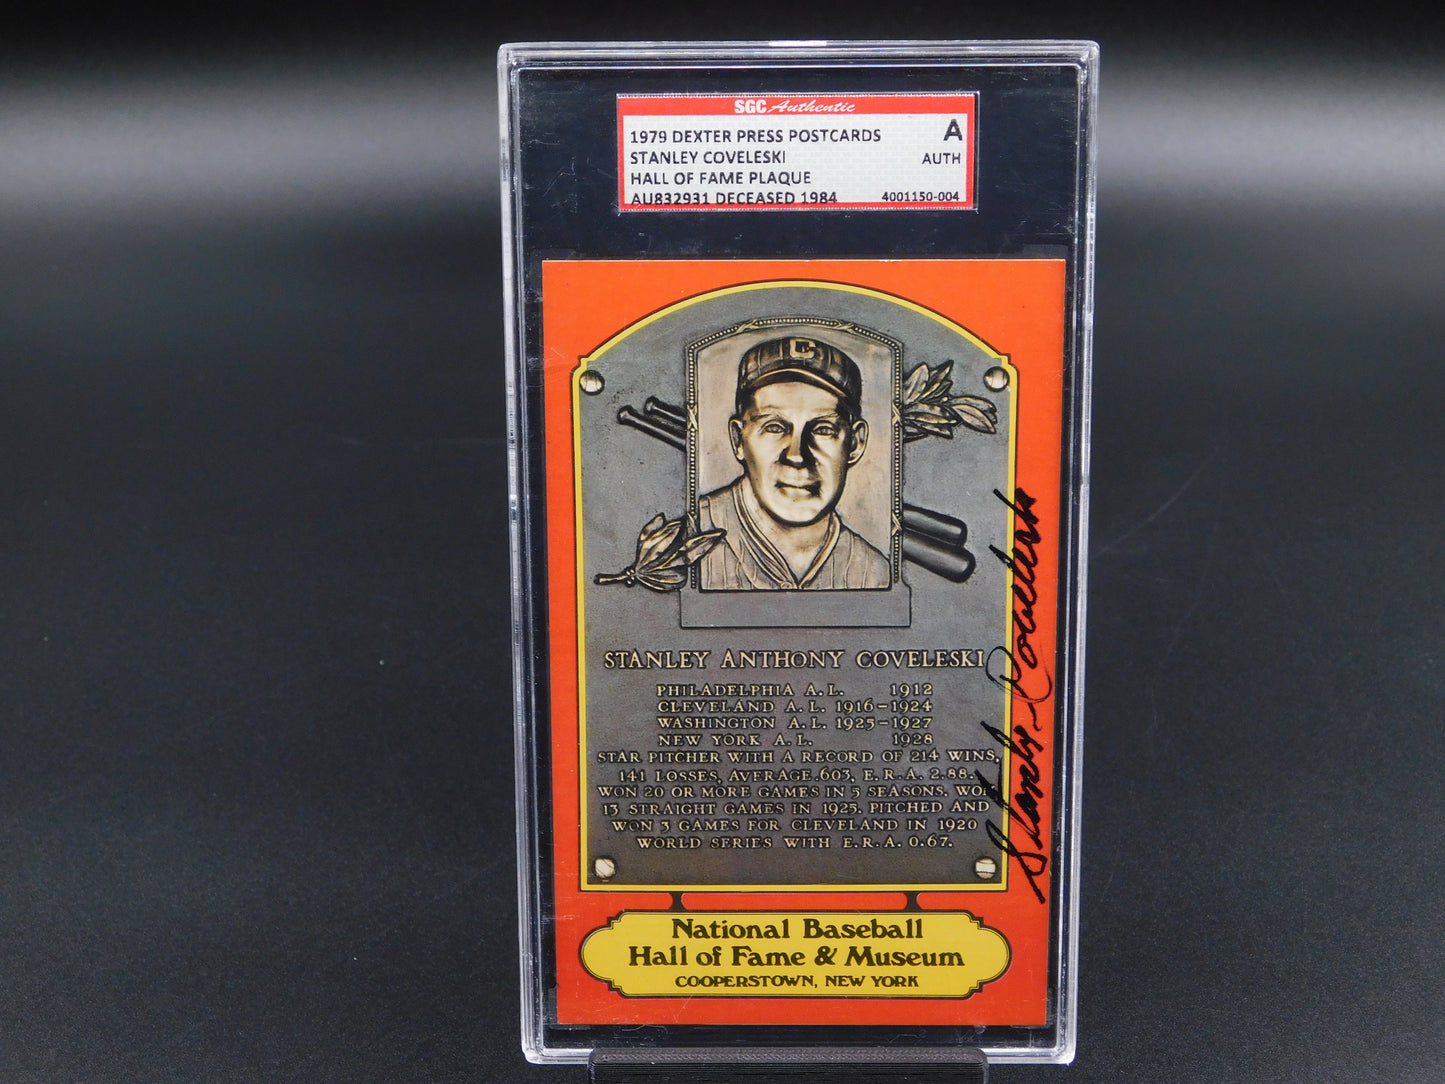 SGC Authentic
1979 DEXTER PRESS POSTCARDS A
STANLEY COVELESKI AUTH
HALL OF FAME PLAQUE
AU832931 DECEASED 1984 4001150-004
C
STANLEY ANTHONY COVELESKI
PHILADELPHIA A.L. 1912
CLEVELAND A.L. 1916-1924
WASHINGTON A.L. 1925-1927
NEW YORK A.L. 1928
STAR PITCHER WITH A RECORD OF 214 WINS,
141 LOSSES, AVERAGE .603, E.R.A. 2.88.
WON 20 OR MORE GAMES IN 5 SEASONS. WON
13 STRAIGHT GAMES IN 1925. PITCHED AND
WON 3 GAMES FOR CLEVELAND IN 1920
WORLD SERIES WITH E.R.A. 0.67.
Stanley Coveleski
National Baseball
Hall of Fame & Museum
COOPERSTOWN, NEW YORK